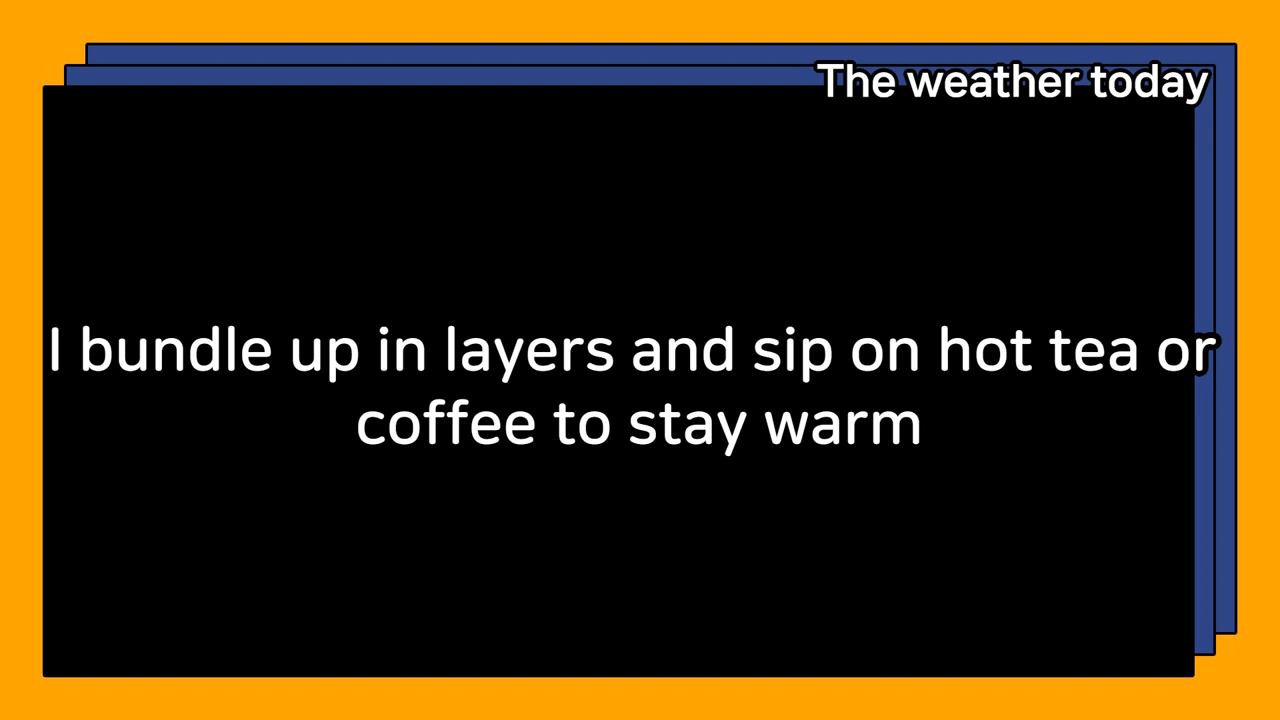 The weather today
I bundle up in layers and sip on hot tea or
coffee to stay warm